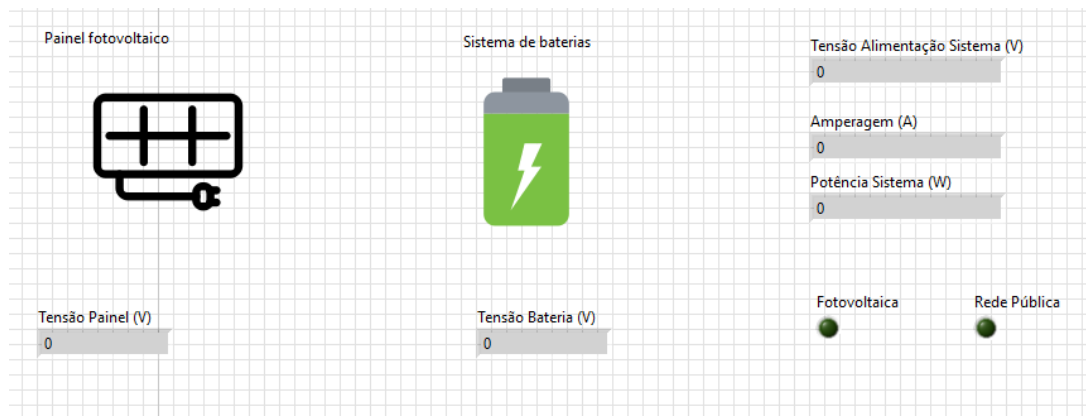 Painel fotovoltaico
Sistema de baterias
Tensão Alimentação Sistema (V)
0
Amperagem (A)
0
Potência Sistema (W)
0
Fotovoltaica
Rede Pública
Tensão Painel (V)
0
Tensão Bateria (V)
0